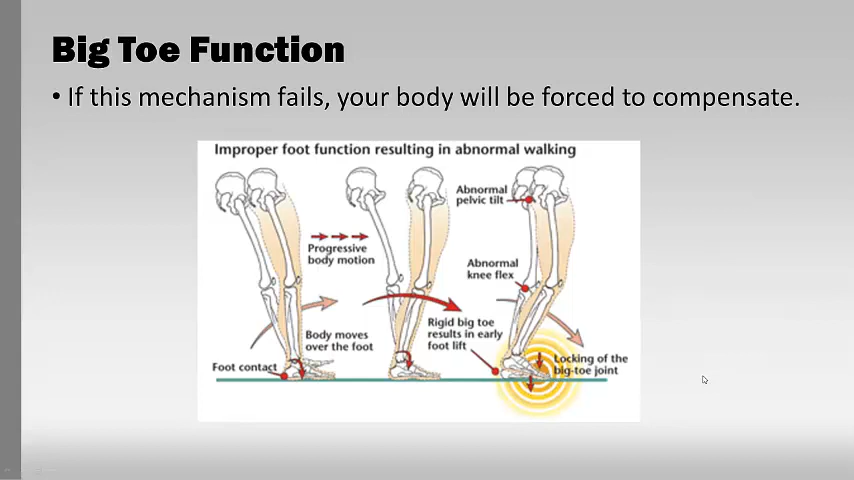 Big Toe Function
• If this mechanism fails, your body will be forced to compensate.
Improper foot function resulting in abnormal walking
Abnormal
pelvic tilt
Progressive
body motion
Abnormal
knee flex
Body moves
over the foot
Rigid big toe
results in early
foot lift
Foot contact
Locking of the
big-toe joint